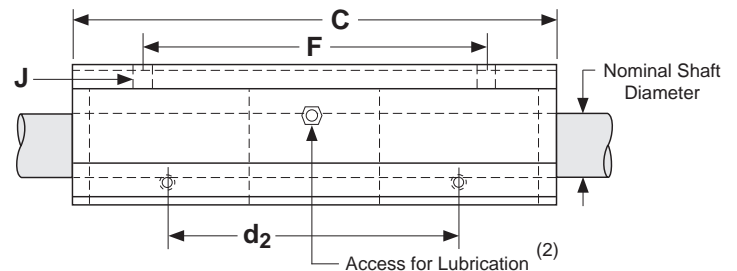 C
F
J
Nominal Shaft
Diameter
d2
Access for Lubrication (2)